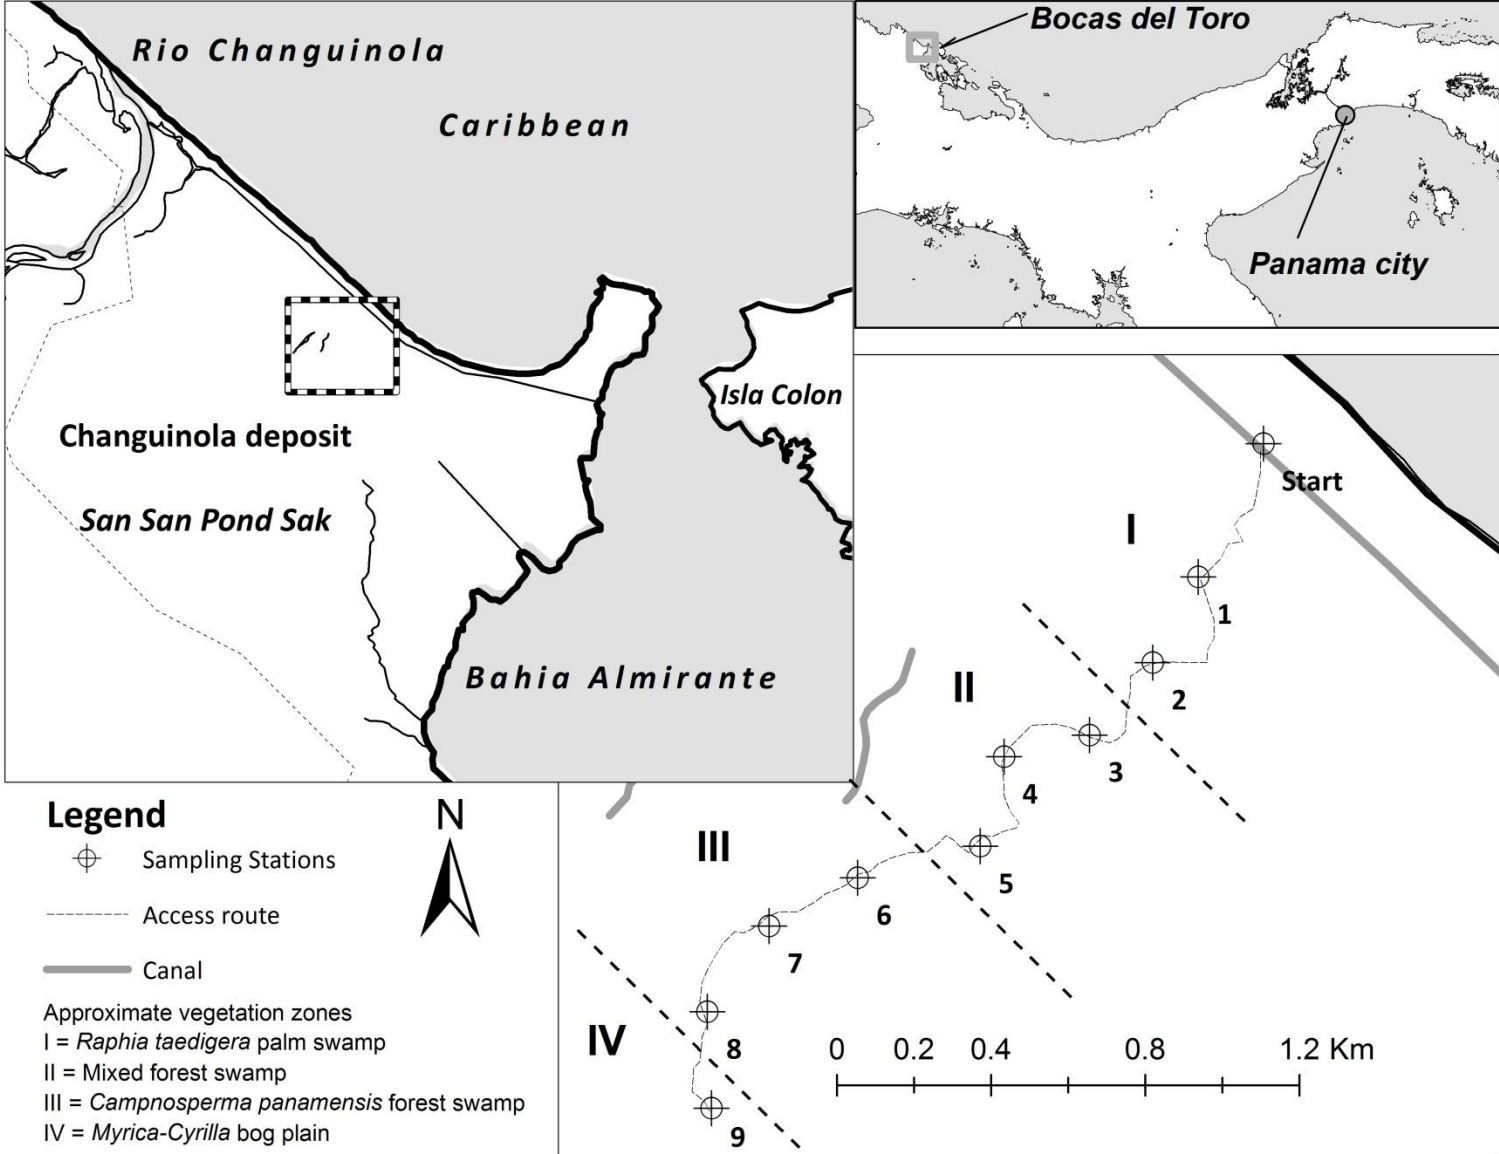 Rio Changuinola
Caribbean
Isla Colon
Changuinola deposit
San San Pond Sak
Bahia Almirante
Bocas del Toro
Panama city
Start
I
1
2
II
3
4
5
III
6
7
8
IV
9
0 0.2 0.4 0.8 1.2 Km
N
Legend
Sampling Stations
Access route
Canal
Approximate vegetation zones
I = Raphia taedigera palm swamp
II = Mixed forest swamp
III = Campnosperma panamensis forest swamp
IV = Myrica-Cyrilla bog plain